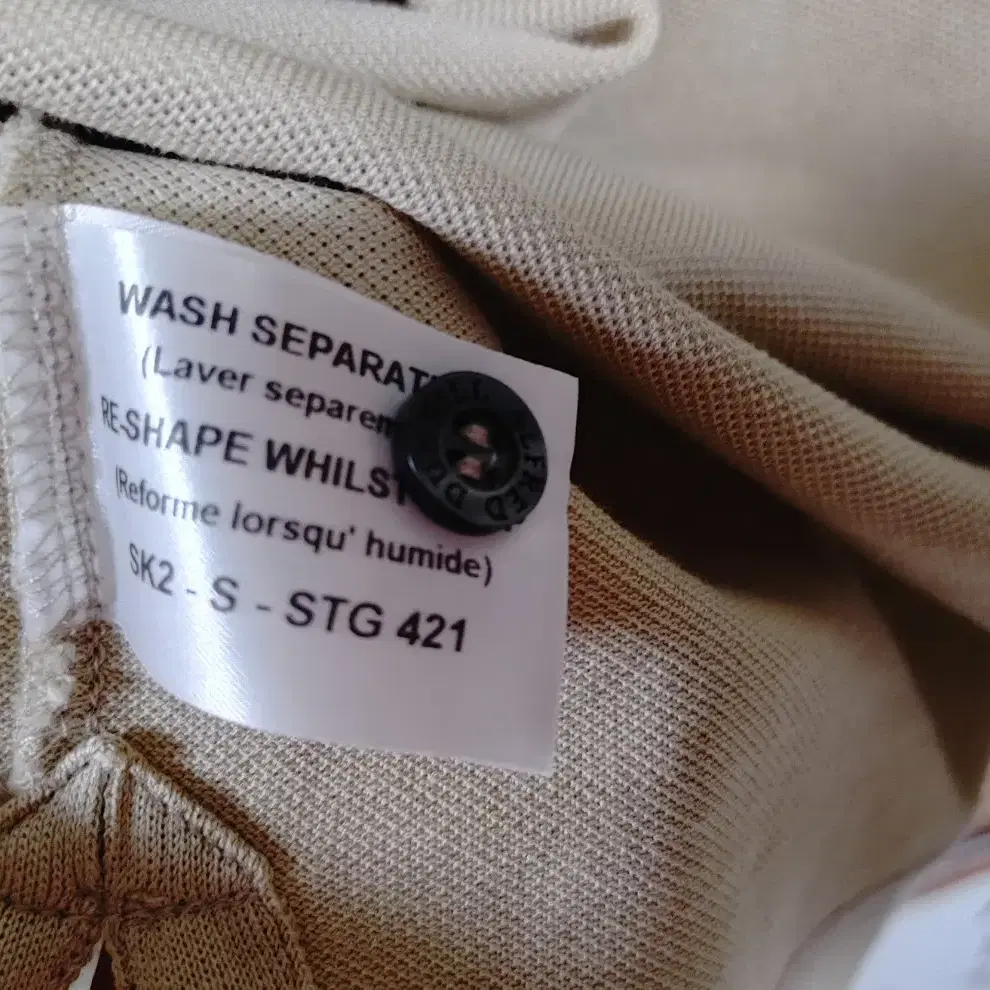 WASH SEPARAT
(Laver separem
RE-SHAPE WHILST
(Reforme lorsqu' humide)
SK2 - S - STG 421